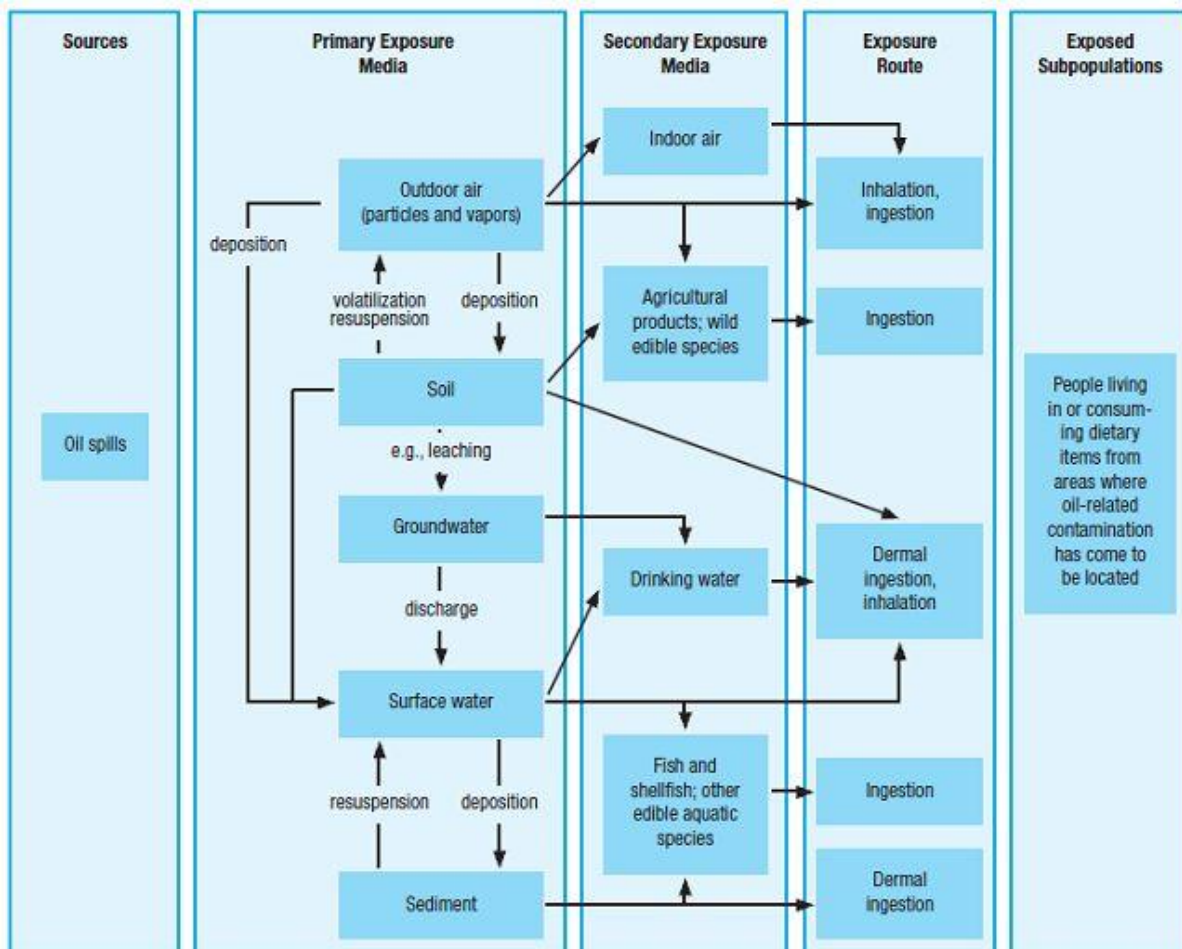 Sources
Primary Exposure
Media
Secondary Exposure
Media
Exposure
Route
Exposed
Subpopulations
Indoor air
Outdoor air
(particles and vapors)
Inhalation,
ingestion
deposition
volatilization
resuspension
deposition
Agricultural
products; wild
edible species
Ingestion
Soil
People living
in or consum-
ing dietary
items from
areas where
oil-related
contamination
has come to
be located
Oil spills
e.g., leaching
Groundwater
Drinking water
Dermal
ingestion,
inhalation
discharge
Surface water
Fish and
shellfish; other
edible aquatic
species
Ingestion
resuspension
deposition
Sediment
Dermal
ingestion